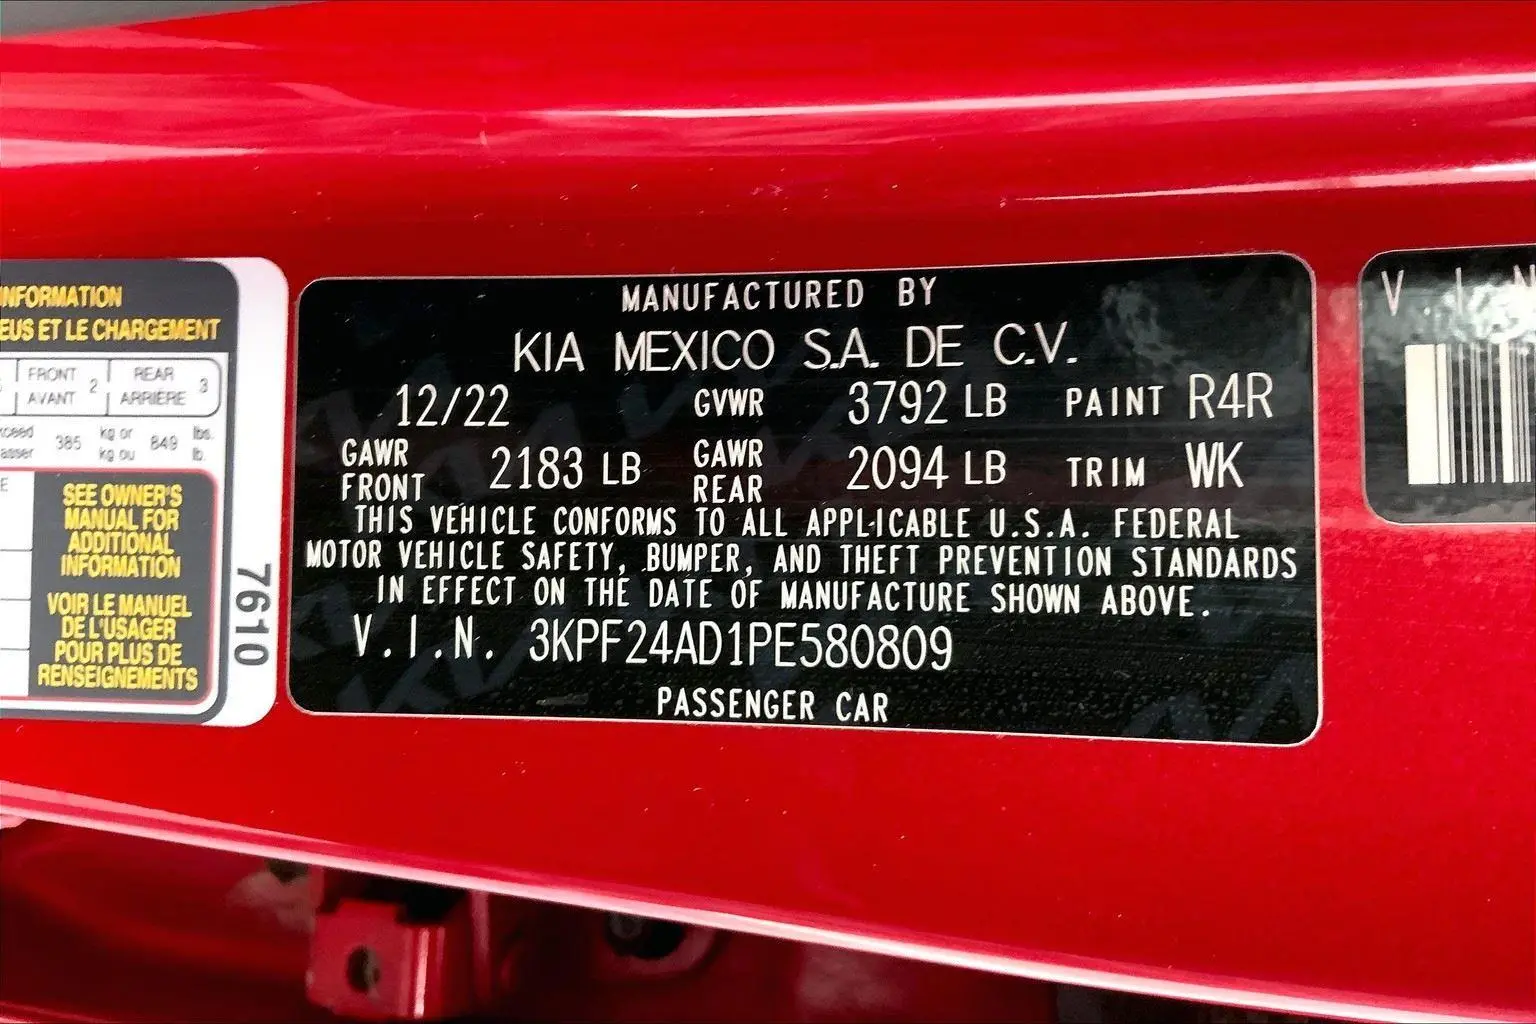 INFORMATION
EUS ET LE CHARGEMENT
FRONT 2 REAR 3
AVANT ARRIÈRE
385 kg or 849 lbs.
kg ou lb.
SEE OWNER'S
MANUAL FOR
ADDITIONAL
INFORMATION
VOIR LE MANUEL
DE L'USAGER
POUR PLUS DE
RENSEIGNEMENTS
7610
MANUFACTURED BY
KIA MEXICO S.A. DE C.V.
12/22 GVWR 3792 LB PAINT R4R
GAWR FRONT 2183 LB GAWR REAR 2094 LB TRIM WK
THIS VEHICLE CONFORMS TO ALL APPLICABLE U.S.A. FEDERAL
MOTOR VEHICLE SAFETY, BUMPER, AND THEFT PREVENTION STANDARDS
IN EFFECT ON THE DATE OF MANUFACTURE SHOWN ABOVE.
V.I.N. 3KPF24AD1PE580809
PASSENGER CAR
V I N